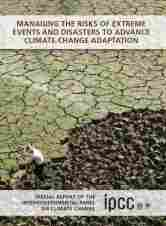 MANAGING THE RISKS OF EXTREME
EVENTS AND DISASTERS TO ADVANCE
CLIMATE CHANGE ADAPTATION
SPECIAL REPORT OF THE
INTERGOVERNMENTAL PANEL
ON CLIMATE CHANGE
ipcc